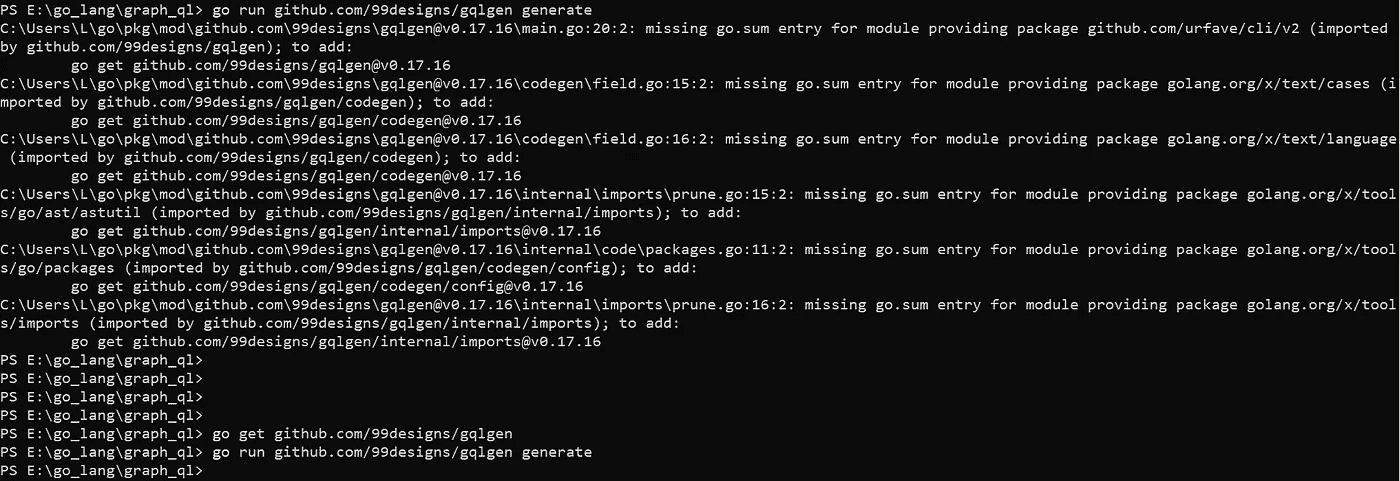 PS E:\go_lang\graph_ql> go run github.com/99designs/gqlgen generate
C:\Users\L\go\pkg\mod\github.com\99designs\gqlgen@v0.17.16\main.go:20:2: missing go.sum entry for module providing package github.com/urfave/cli/v2 (imported
by github.com/99designs/gqlgen); to add:
        go get github.com/99designs/gqlgen@v0.17.16
C:\Users\L\go\pkg\mod\github.com\99designs\gqlgen@v0.17.16\codegen\field.go:15:2: missing go.sum entry for module providing package golang.org/x/text/cases (i
mported by github.com/99designs/gqlgen/codegen); to add:
        go get github.com/99designs/gqlgen/codegen@v0.17.16
C:\Users\L\go\pkg\mod\github.com\99designs\gqlgen@v0.17.16\codegen\field.go:16:2: missing go.sum entry for module providing package golang.org/x/text/language
 (imported by github.com/99designs/gqlgen/codegen); to add:
        go get github.com/99designs/gqlgen/codegen@v0.17.16
C:\Users\L\go\pkg\mod\github.com\99designs\gqlgen@v0.17.16\internal\imports\prune.go:15:2: missing go.sum entry for module providing package golang.org/x/tool
s/go/ast/astutil (imported by github.com/99designs/gqlgen/internal/imports); to add:
        go get github.com/99designs/gqlgen/internal/imports@v0.17.16
C:\Users\L\go\pkg\mod\github.com\99designs\gqlgen@v0.17.16\internal\code\packages.go:11:2: missing go.sum entry for module providing package golang.org/x/tool
s/go/packages (imported by github.com/99designs/gqlgen/codegen/config); to add:
        go get github.com/99designs/gqlgen/codegen/config@v0.17.16
C:\Users\L\go\pkg\mod\github.com\99designs\gqlgen@v0.17.16\internal\imports\prune.go:16:2: missing go.sum entry for module providing package golang.org/x/tool
s/imports (imported by github.com/99designs/gqlgen/internal/imports); to add:
        go get github.com/99designs/gqlgen/internal/imports@v0.17.16
PS E:\go_lang\graph_ql>
PS E:\go_lang\graph_ql>
PS E:\go_lang\graph_ql>
PS E:\go_lang\graph_ql>
PS E:\go_lang\graph_ql> go get github.com/99designs/gqlgen
PS E:\go_lang\graph_ql> go run github.com/99designs/gqlgen generate
PS E:\go_lang\graph_ql>